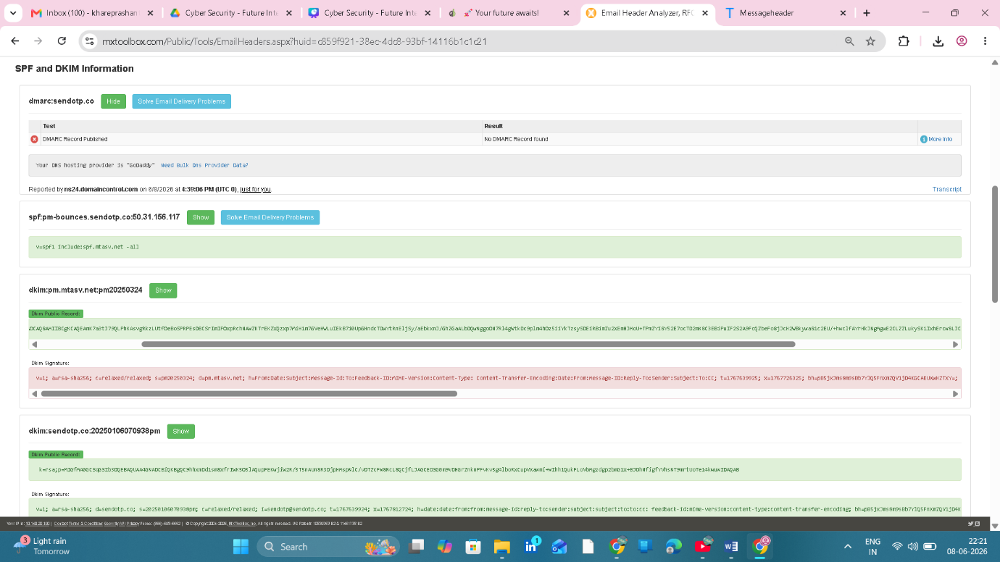 Inbox (100) - khareprashan
Cyber Security - Future Inte
Cyber Security - Future Inte
🚀 Your future awaits!
Email Header Analyzer, RFC
Messageheader
mxtoolbox.com/Public/Tools/EmailHeaders.aspx?huid=c859f921-38ec-4dc8-93bf-14116b1c1c21
SPF and DKIM Information
dmarc:sendotp.co Hide Solve Email Delivery Problems
Test Result
DMARC Record Published No DMARC Record found More Info
Your DNS hosting provider is "GoDaddy" Need Bulk Dns Provider Data?
Reported by ns24.domaincontrol.com on 6/8/2026 at 4:39:06 PM (UTC 0), just for you. Transcript
spf:pm-bounces.sendotp.co:50.31.156.117 Show Solve Email Delivery Problems
v=spf1 include:spf.mtasv.net ~all
dkim:pm.mtasv.net:pm20250324 Show
Dkim Public Record:
Dkim Signature:
v=1; a=rsa-sha256; c=relaxed/relaxed; s=pm20250324; d=pm.mtasv.net; h=From:Date:Subject:Message-Id:To:Feedback-ID:MIME-Version:Content-Type: Content-Transfer-Encoding:Date:From:Message-ID:Reply-To:Sender:Subject:To:CC; t=1767639925; x=1767726325;
dkim:sendotp.co:20250106070938pm Show
Dkim Public Record:
Dkim Signature:
v=1; a=rsa-sha256; d=sendotp.co; s=20250106070938pm; c=relaxed/relaxed; i=sendotp@sendotp.co; t=1767639924; x=1767812724; h=date:date:from:from:message-id:reply-to:sender:subject:subject:to:to:cc: feedback-id:mime-version:content-type:content-transfer-encoding;
3
Light rain
Tomorrow
Search
1
ENG
IN
22:21
08-06-2026